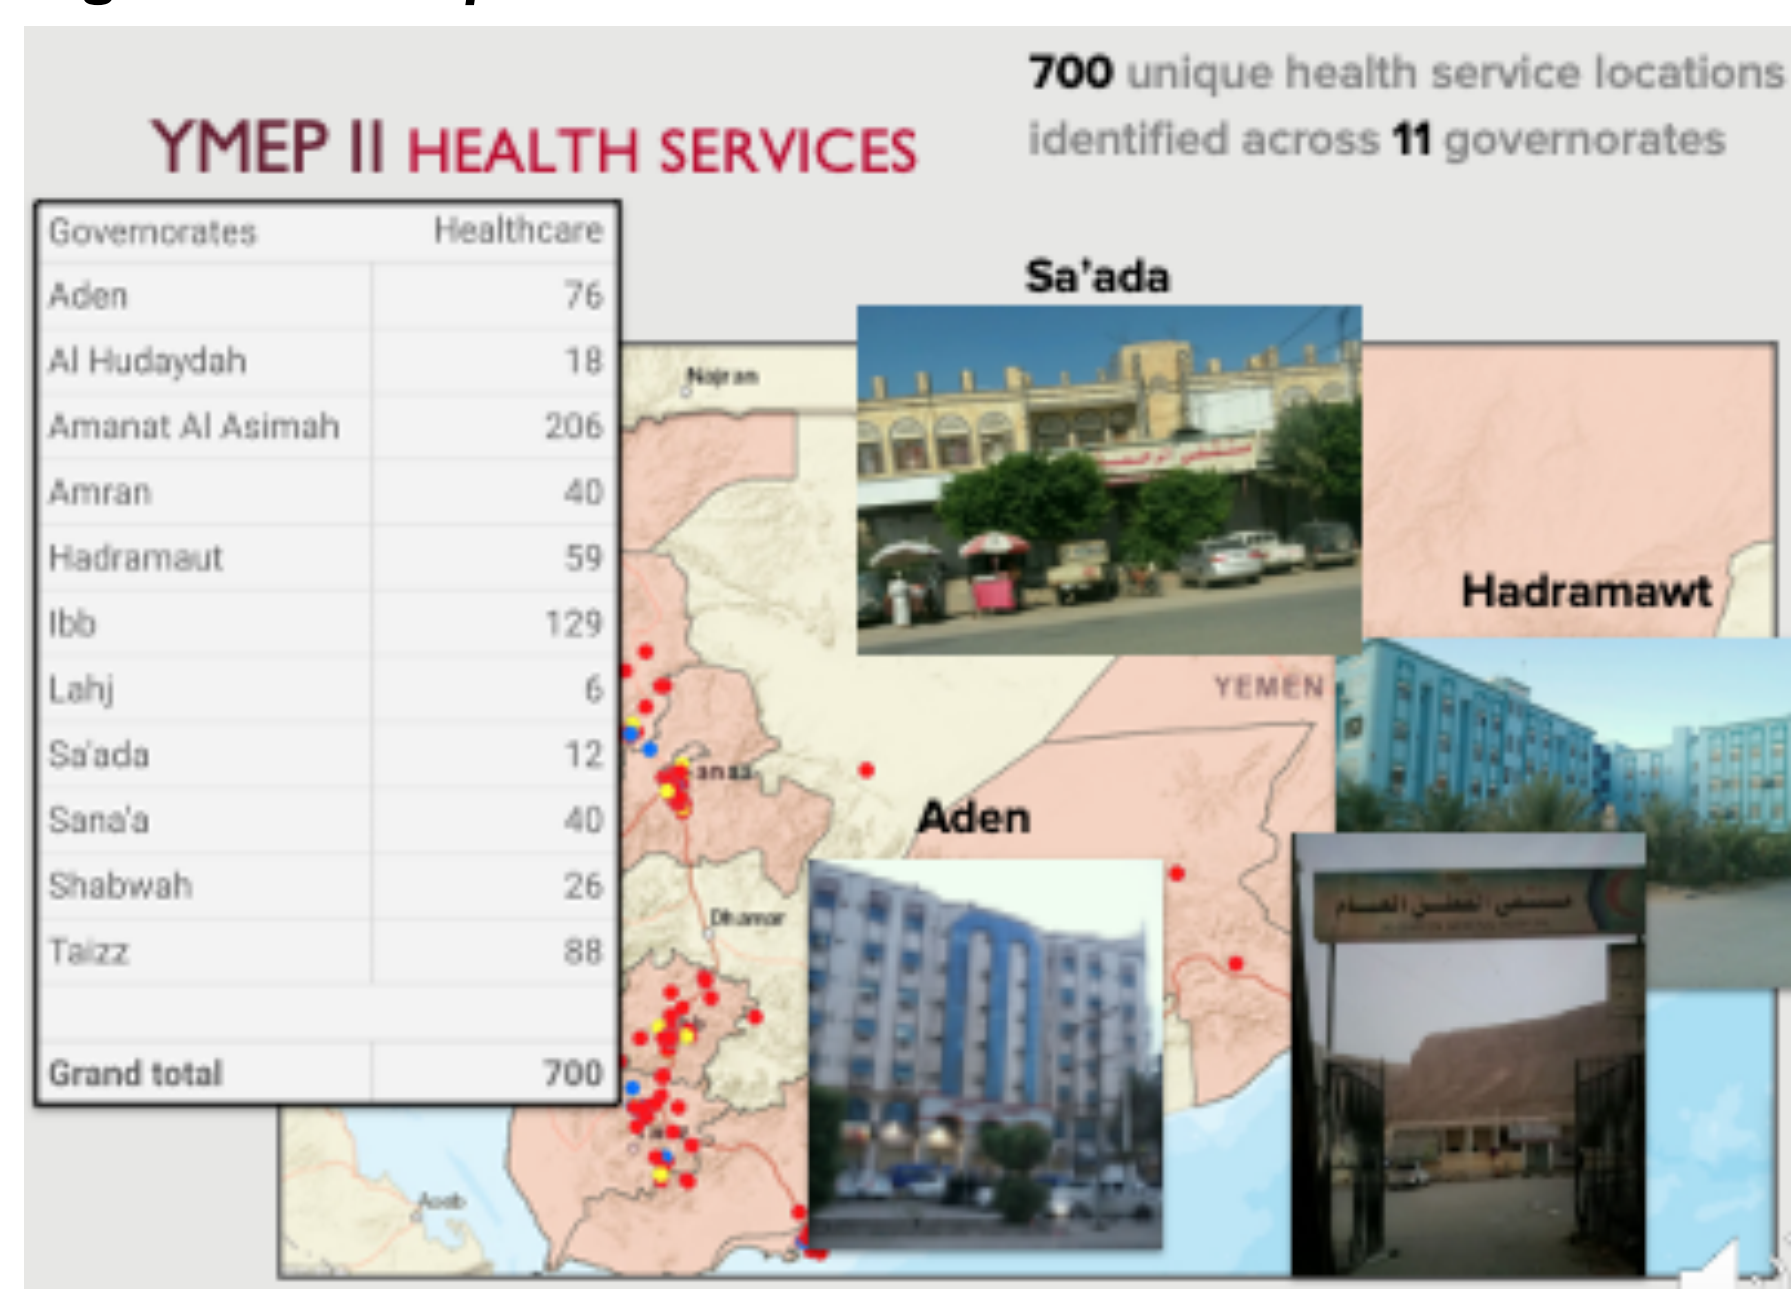 700 unique health service locations
identified across 11 governorates
YMEP II HEALTH SERVICES
Governorates Healthcare
Aden 76
Al Hudaydah 18
Amanat Al Asimah 206
Amran 40
Hadramaut 59
Ibb 129
Lahj 6
Sa'ada 12
Sana'a 40
Shabwah 26
Taizz 88
Grand total 700
Sa'ada
Najran
Hadramawt
YEMEN
Aden
Dhamar
مستشفى